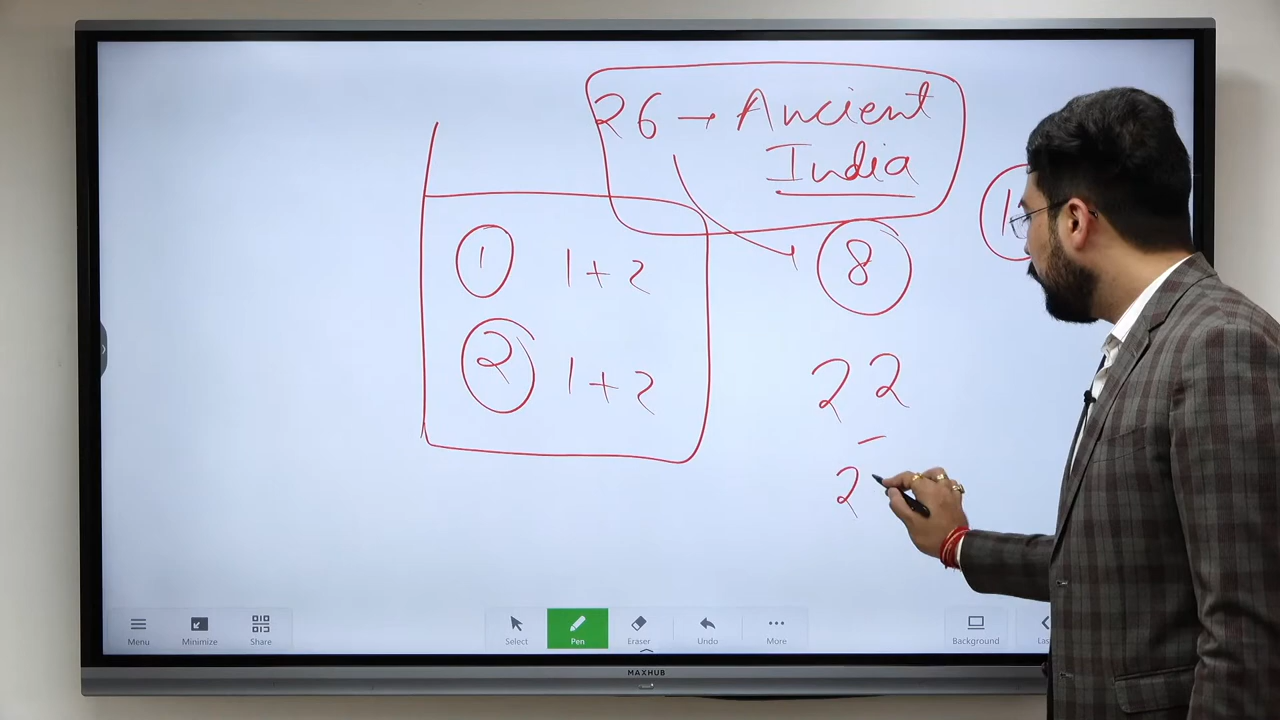 26 → Ancient
India
1
8
1 1+2
2 1+2
22
-
2
Menu
Minimize
Share
Select
Pen
Eraser
Undo
More
Background
MAXHUB